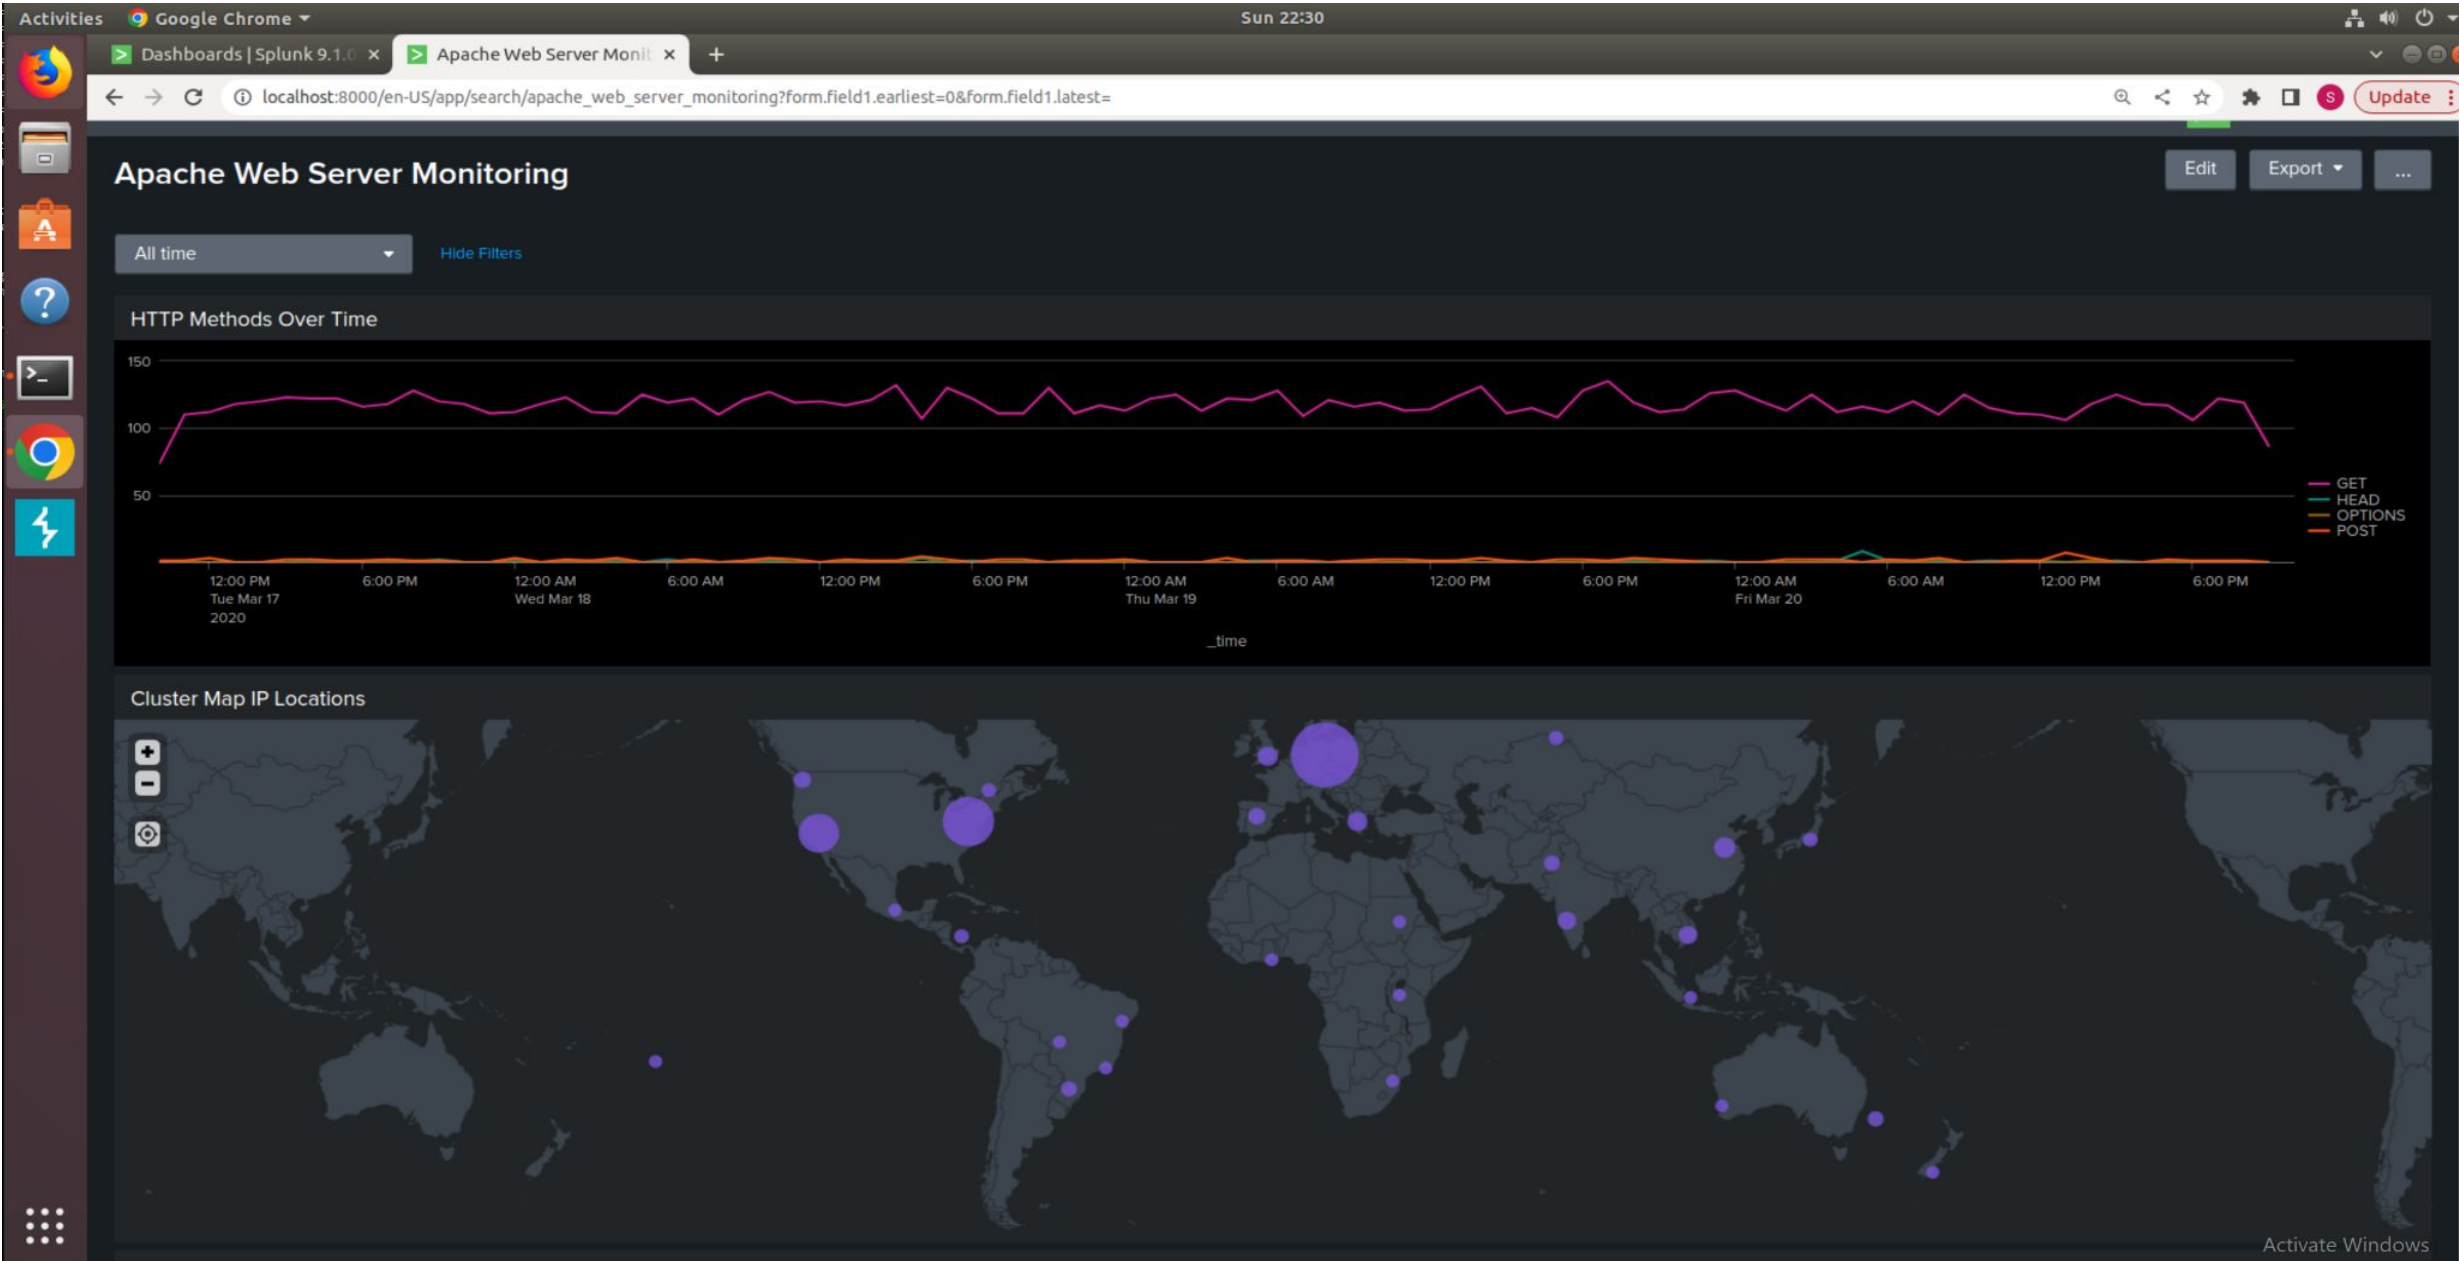 Activities Google Chrome Sun 22:30
Dashboards | Splunk 9.1.0 Apache Web Server Monit
localhost:8000/en-US/app/search/apache_web_server_monitoring?form.field1.earliest=0&form.field1.latest= S Update
Apache Web Server Monitoring Edit Export ...
All time Hide Filters
HTTP Methods Over Time
150
100
50
GET
HEAD
OPTIONS
POST
12:00 PM 6:00 PM 12:00 AM 6:00 AM 12:00 PM 6:00 PM 12:00 AM 6:00 AM 12:00 PM 6:00 PM 12:00 AM 6:00 AM 12:00 PM 6:00 PM
Tue Mar 17 Wed Mar 18 Thu Mar 19 Fri Mar 20
2020
_time
Cluster Map IP Locations
Activate Windows